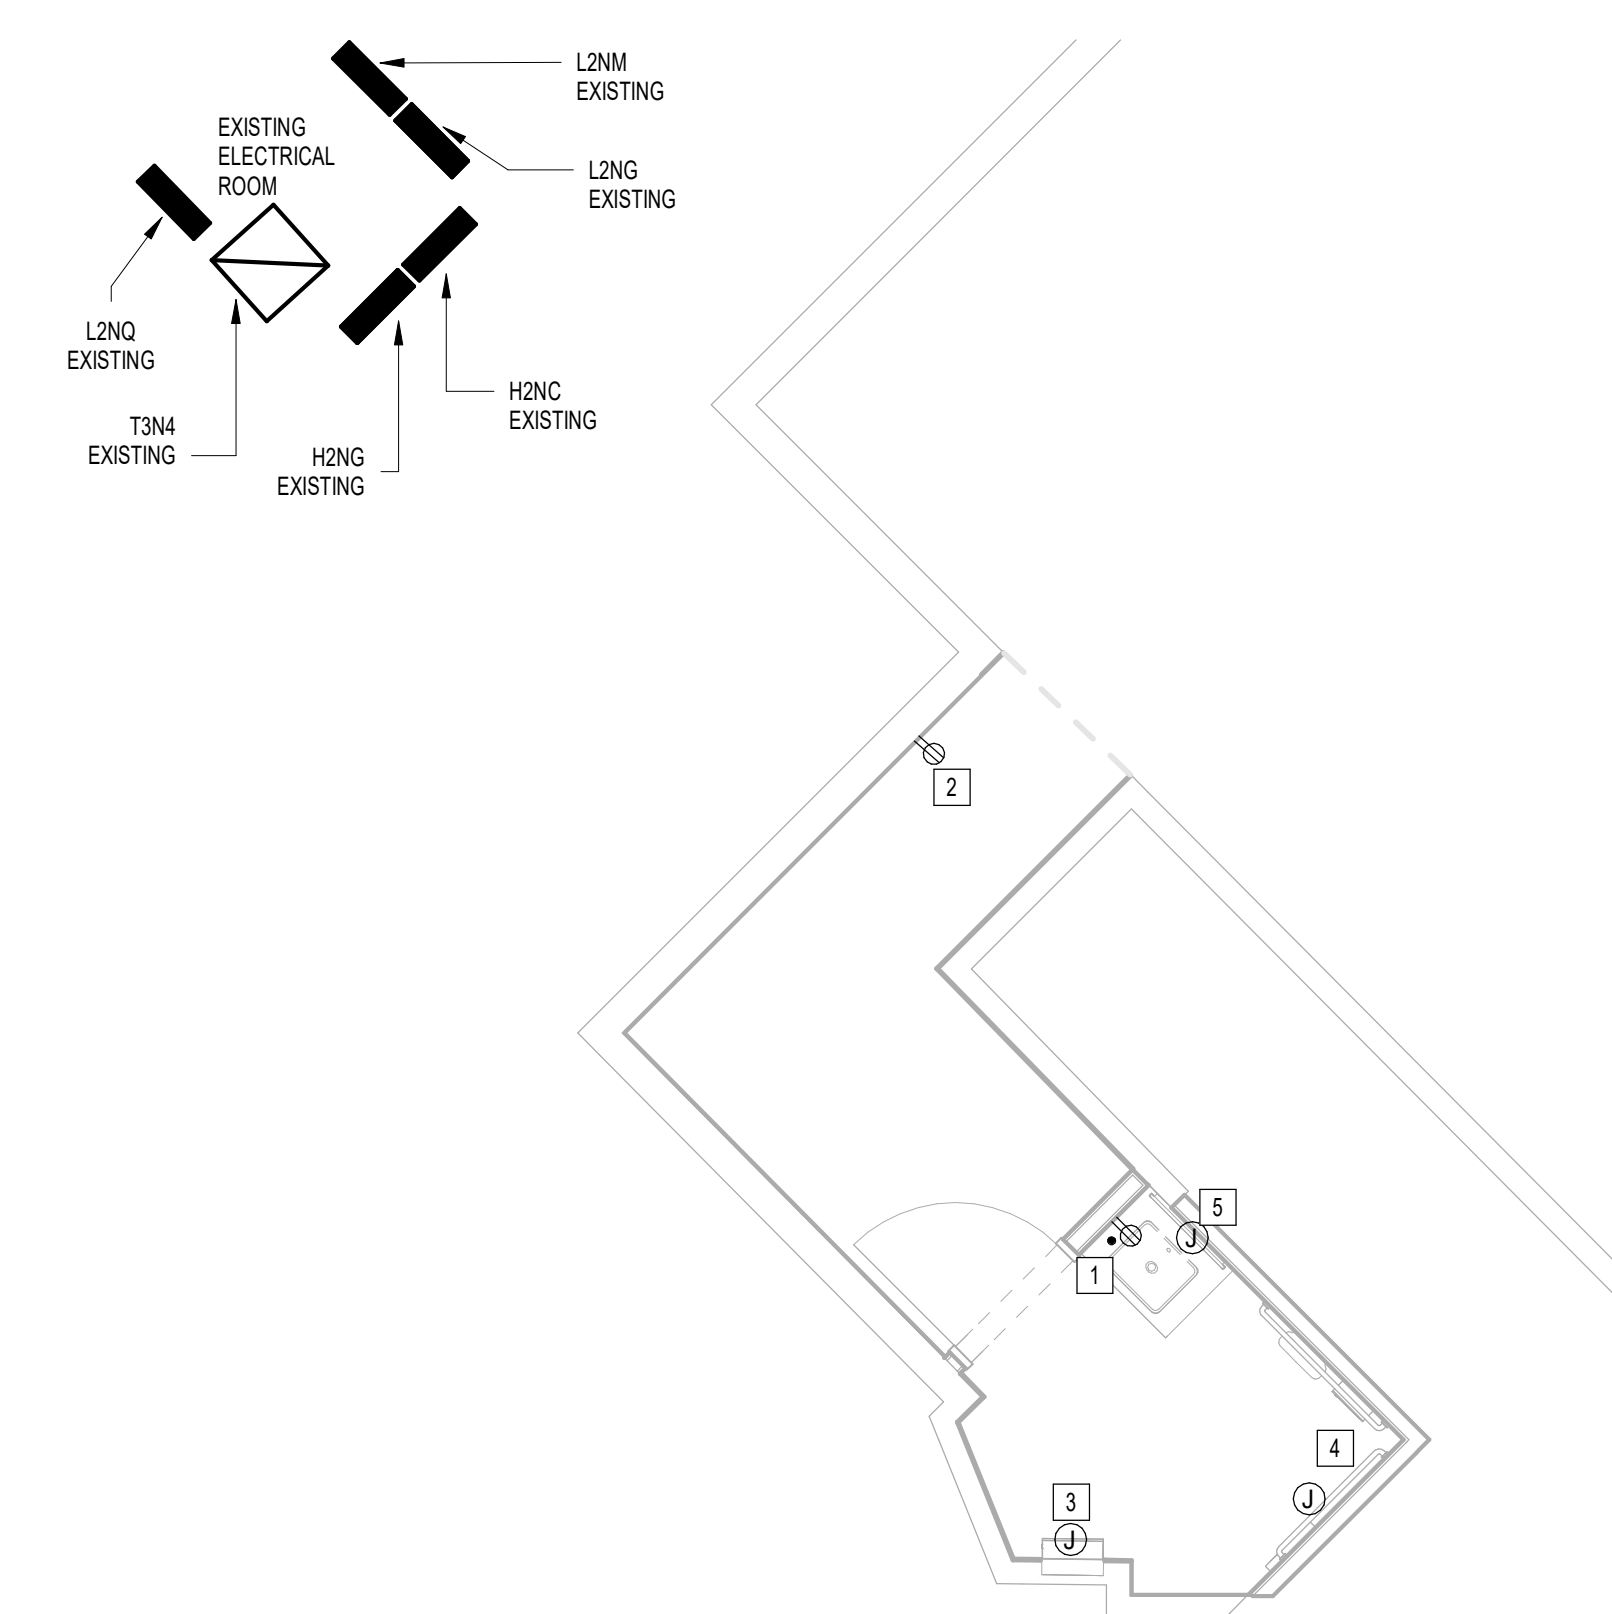 L2NM
EXISTING
EXISTING
ELECTRICAL
ROOM
L2NG
EXISTING
L2NQ
EXISTING
H2NC
EXISTING
T3N4
EXISTING
H2NG
EXISTING
2
5
J
1
4
J
3
J